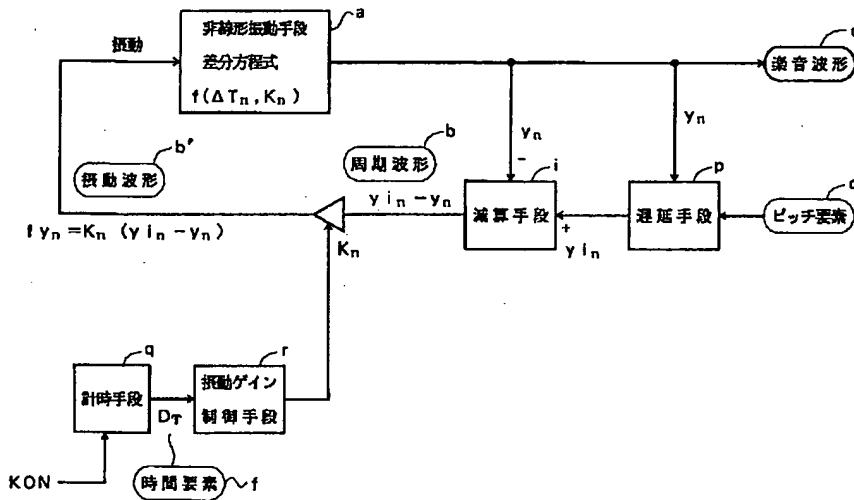 a
非線形振動手段
差分方程式
f(ΔTn, Kn)
摂動
楽音波形
yn
yn
−
b'
摂動波形
b
周期波形
i
p
減算手段
遅延手段
ピッチ要素
yin−yn
+
yin
fyn=Kn(yin−yn)
Kn
q
r
計時手段
摂動ゲイン
制御手段
DT
KON
時間要素
f